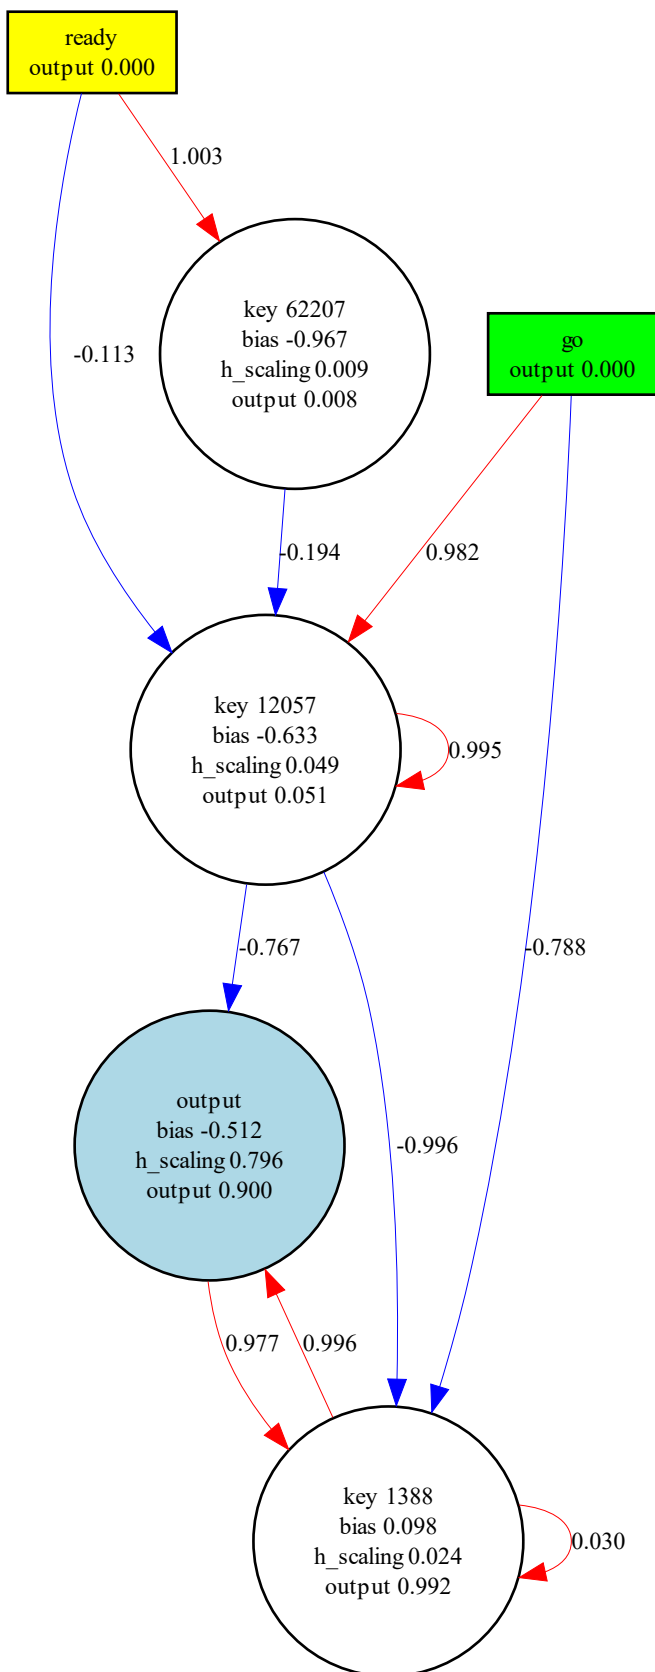 ready
output 0.000
1.003
key 62207
bias -0.967
h_scaling 0.009
output 0.008
go
output 0.000
-0.113
-0.194
0.982
key 12057
bias -0.633
h_scaling 0.049
output 0.051
0.995
-0.767
-0.788
output
bias -0.512
h_scaling 0.796
output 0.900
-0.996
0.977
0.996
key 1388
bias 0.098
h_scaling 0.024
output 0.992
0.030